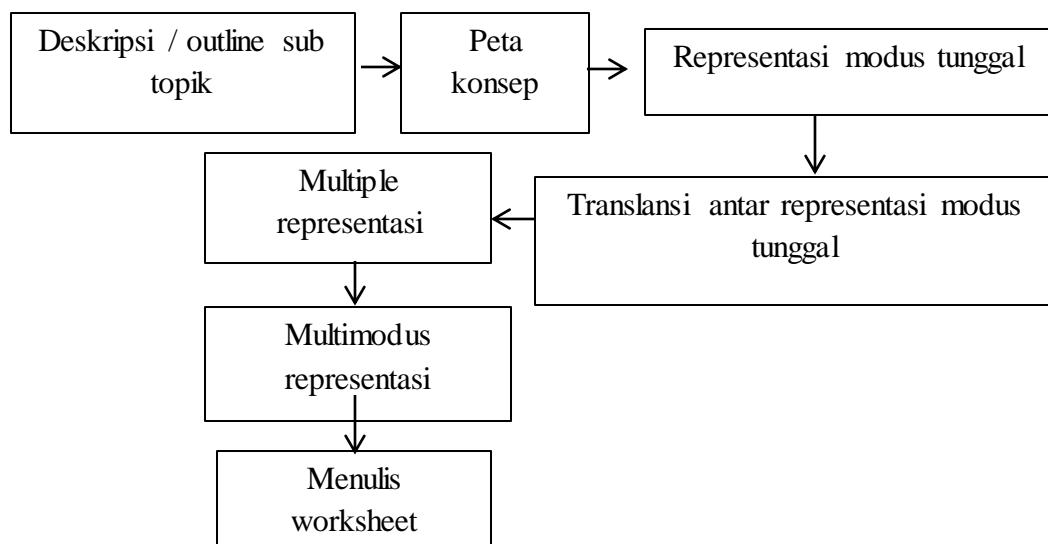 Deskripsi / outline sub
topik
Peta
konsep
Representasi modus tunggal
Translansi antar representasi modus
tunggal
Multiple
representasi
Multimodus
representasi
Menulis
worksheet